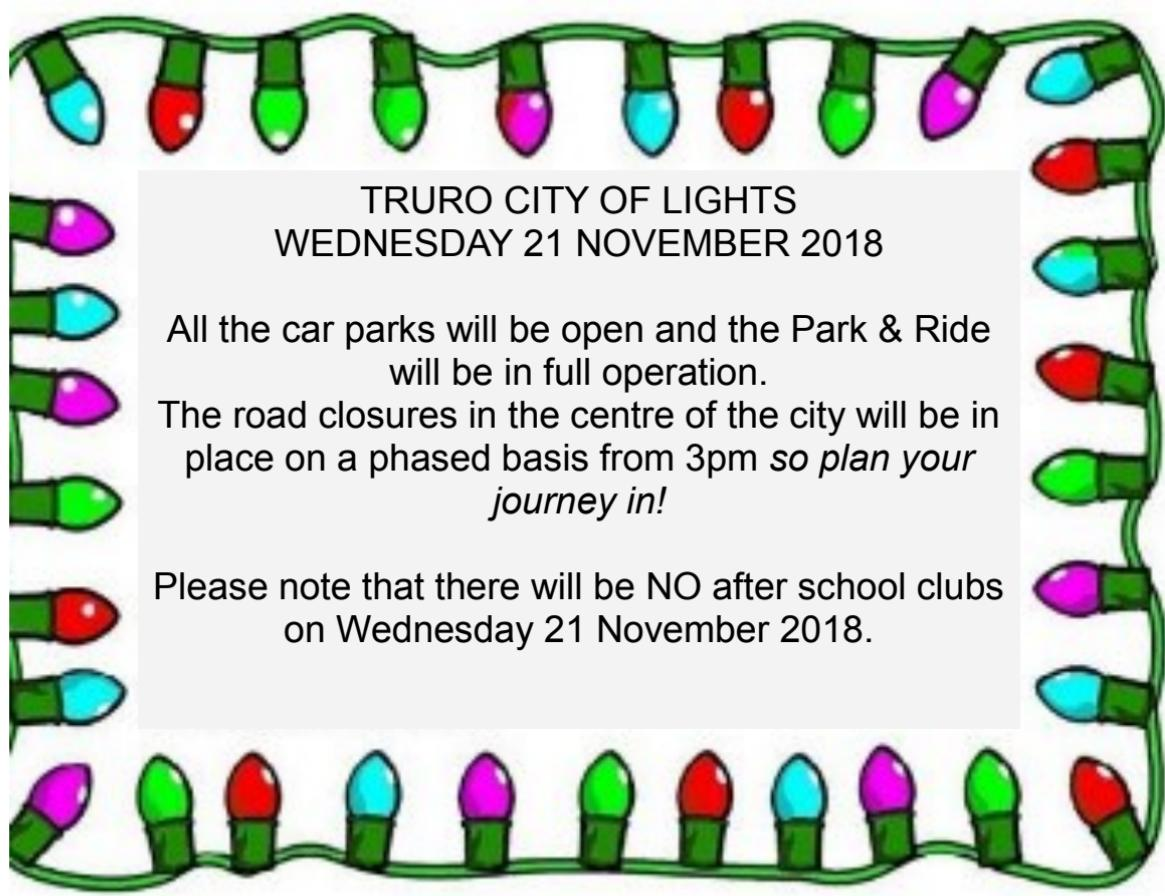 TRURO CITY OF LIGHTS
WEDNESDAY 21 NOVEMBER 2018
All the car parks will be open and the Park & Ride
will be in full operation.
The road closures in the centre of the city will be in
place on a phased basis from 3pm so plan your
journey in!
Please note that there will be NO after school clubs
on Wednesday 21 November 2018.